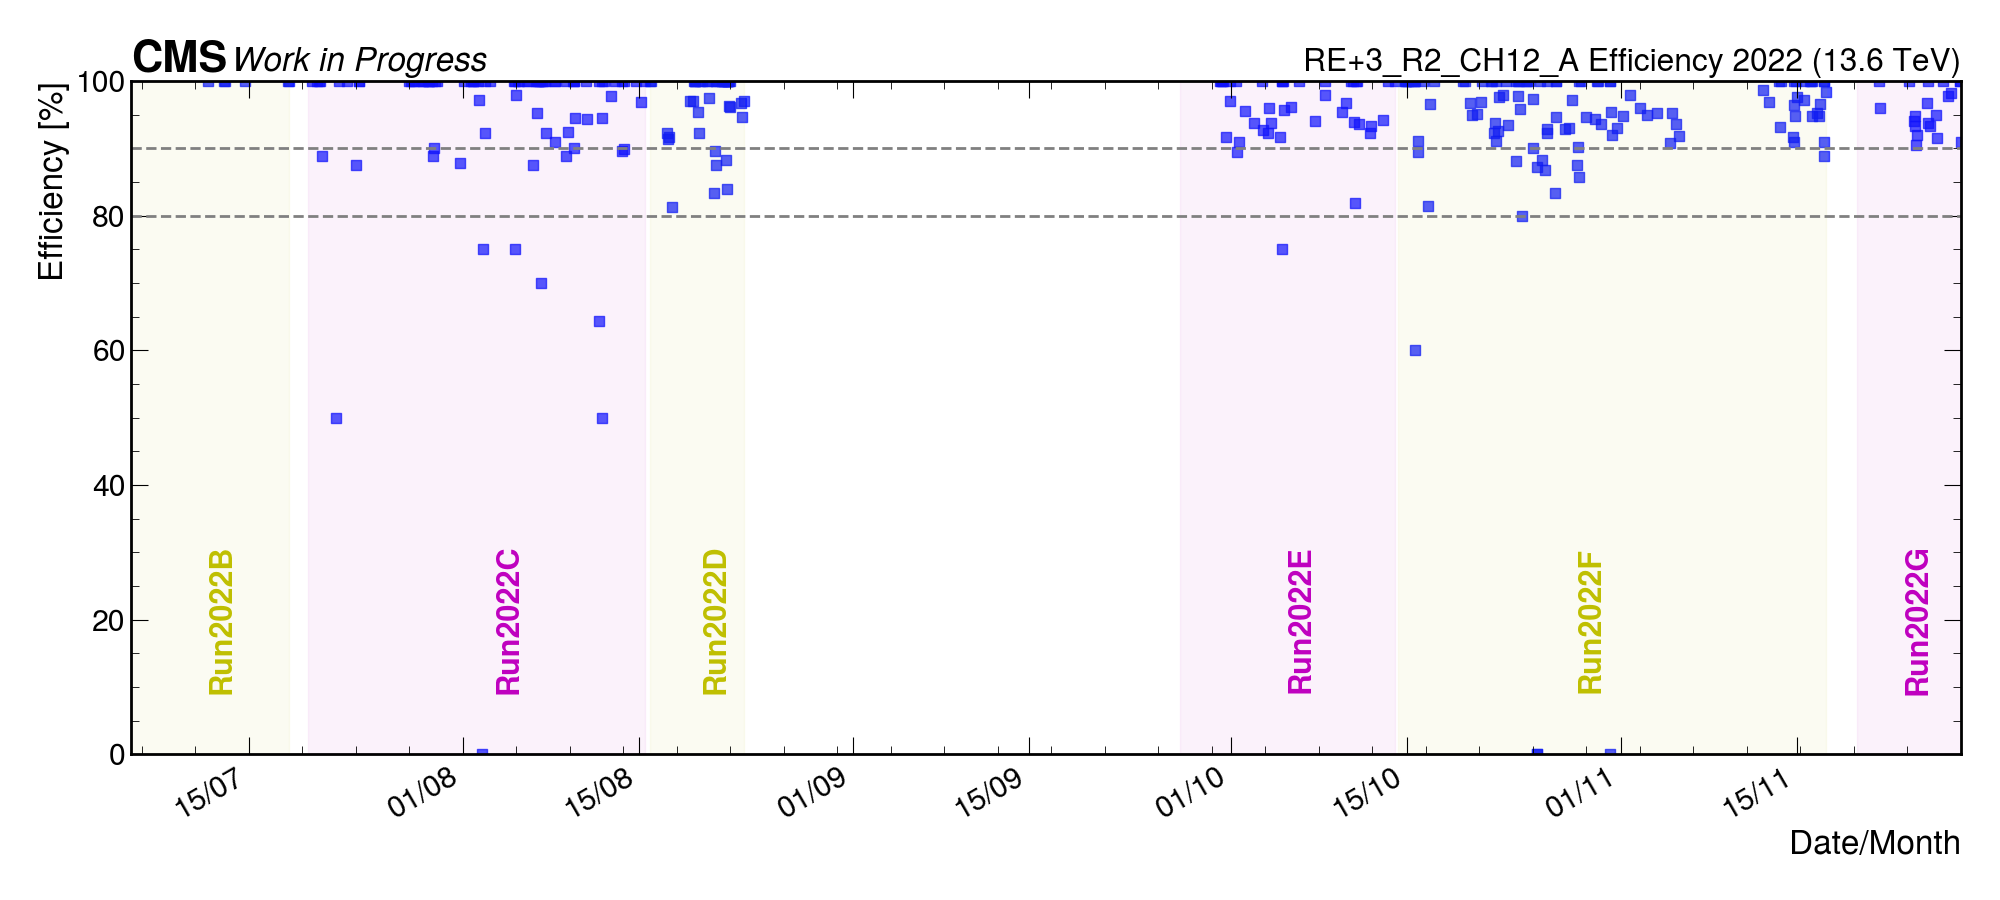 CMS Work in Progress
RE+3_R2_CH12_A Efficiency 2022 (13.6 TeV)
Efficiency [%]
100
80
60
40
20
0
Run2022B
Run2022C
Run2022D
Run2022E
Run2022F
Run2022G
15/07
01/08
15/08
01/09
15/09
01/10
15/10
01/11
15/11
Date/Month